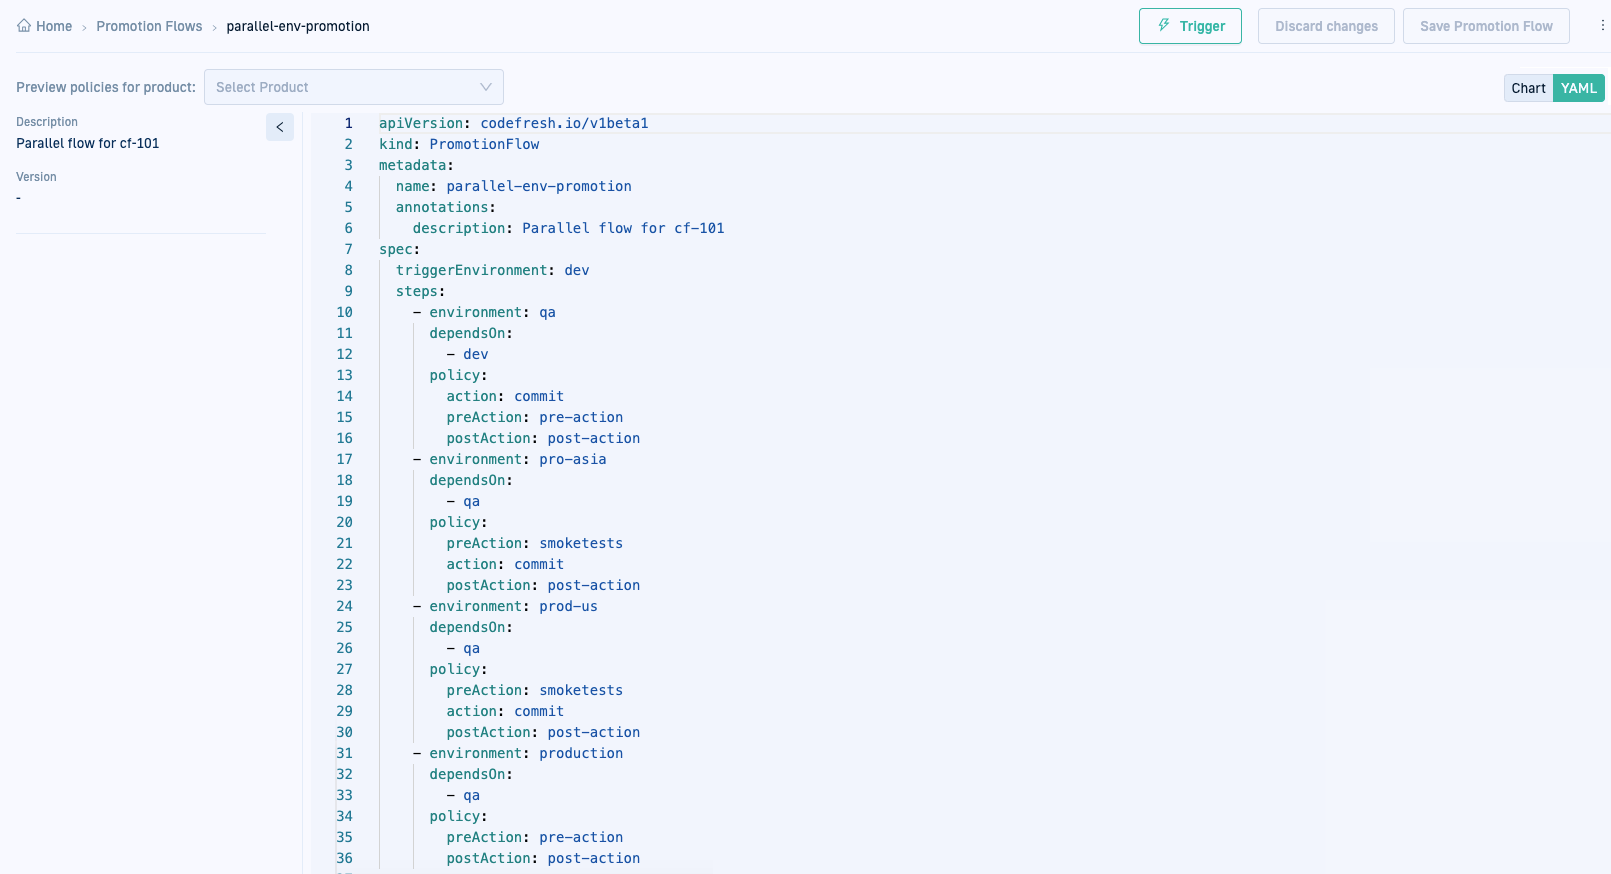 Home > Promotion Flows > parallel-env-promotion
Trigger
Discard changes
Save Promotion Flow
Preview policies for product: Select Product
Chart YAML
Description
Parallel flow for cf-101
Version
-
1 apiVersion: codefresh.io/v1beta1
2 kind: PromotionFlow
3 metadata:
4   name: parallel-env-promotion
5   annotations:
6     description: Parallel flow for cf-101
7 spec:
8   triggerEnvironment: dev
9   steps:
10     - environment: qa
11       dependsOn:
12         - dev
13       policy:
14         action: commit
15         preAction: pre-action
16         postAction: post-action
17     - environment: pro-asia
18       dependsOn:
19         - qa
20       policy:
21         preAction: smoketests
22         action: commit
23         postAction: post-action
24     - environment: prod-us
25       dependsOn:
26         - qa
27       policy:
28         preAction: smoketests
29         action: commit
30         postAction: post-action
31     - environment: production
32       dependsOn:
33         - qa
34       policy:
35         preAction: pre-action
36         postAction: post-action